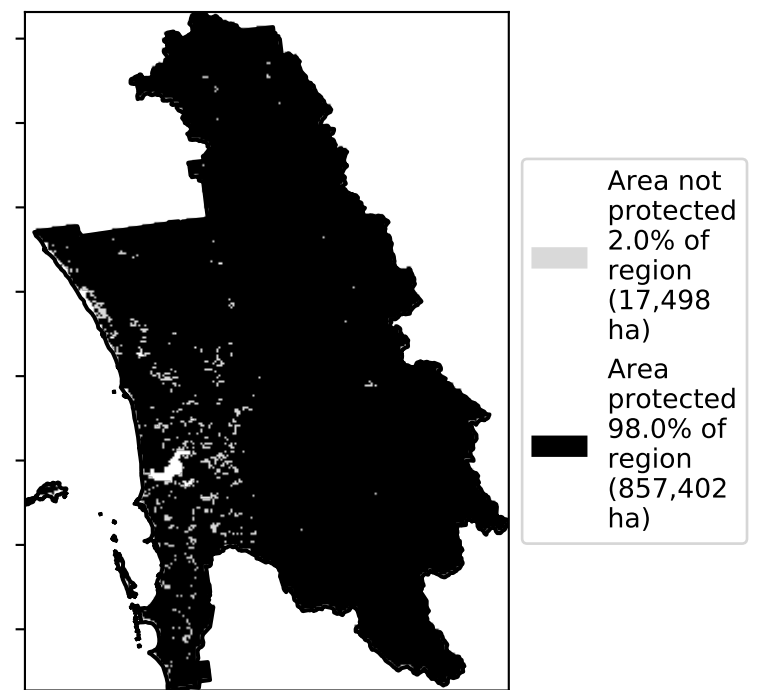 Area not
protected
2.0% of
region
(17,498
ha)
Area
protected
98.0% of
region
(857,402
ha)